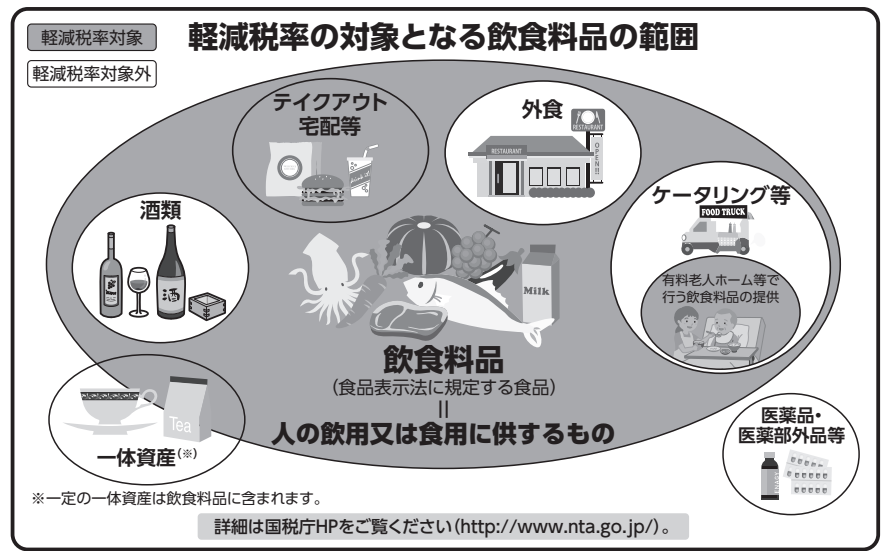 軽減税率対象
軽減税率対象外
軽減税率の対象となる飲食料品の範囲
テイクアウト
宅配等
外食
RESTAURANT
RESTAURANT
OPEN!!
酒類
酒
ケータリング等
FOOD TRUCK
有料老人ホーム等で
行う飲食料品の提供
Milk
飲食料品
(食品表示法に規定する食品)
||
人の飲用又は食用に供するもの
Tea
一体資産(※)
医薬品・
医薬部外品等
※一定の一体資産は飲食料品に含まれます。
詳細は国税庁HPをご覧ください(http://www.nta.go.jp/)。